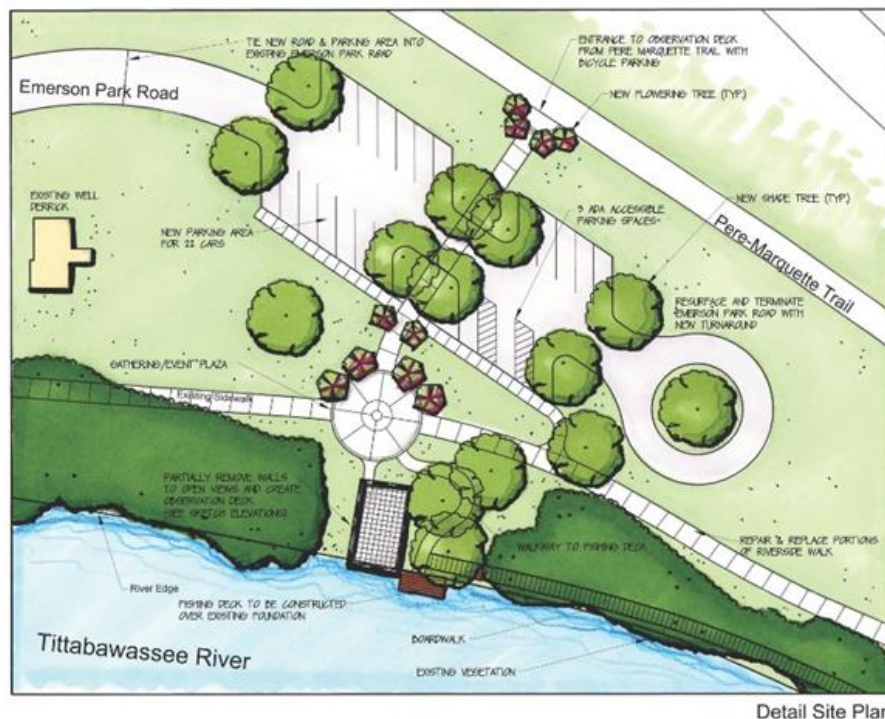 TIE NEW ROAD & PARKING AREA INTO
EXISTING EMERSON PARK ROAD
ENTRANCE TO OBSERVATION DECK
FROM PERE MARQUETTE TRAIL WITH
BICYCLE PARKING
Emerson Park Road
NEW FLOWERING TREE (TYP.)
EXISTING WELL
DERRICK
NEW SHADE TREE (TYP.)
3 ADA ACCESSIBLE
PARKING SPACES
NEW PARKING AREA
FOR 22 CARS
Pere-Marquette Trail
RESURFACE AND TERMINATE
EMERSON PARK ROAD WITH
NEW TURNAROUND
GATHERING/EVENT PLAZA
Existing Sidewalk
PARTIALLY REMOVE WALLS
TO OPEN VIEWS AND CREATE
OBSERVATION DECK
(SEE SKETCH ELEVATIONS)
WALKWAY TO FISHING DECK
REPAIR & REPLACE PORTIONS
OF RIVERSIDE WALK
River Edge
FISHING DECK TO BE CONSTRUCTED
OVER EXISTING FOUNDATION
BOARDWALK
Tittabawassee River
EXISTING VEGETATION
Detail Site Plan